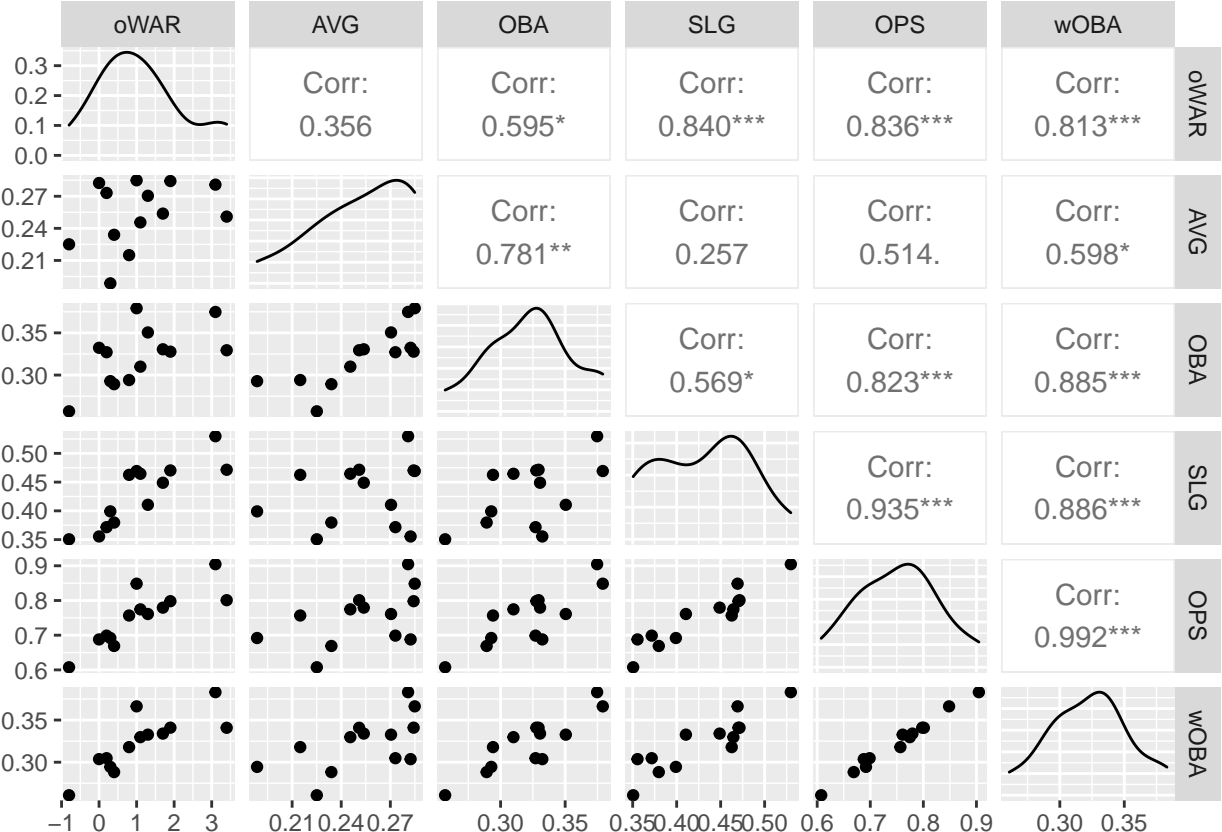 oWAR AVG OBA SLG OPS wOBA
0.3
0.2
0.1
0.0
Corr:
0.356
Corr:
0.595*
Corr:
0.840***
Corr:
0.836***
Corr:
0.813***
oWAR
0.27
0.24
0.21
Corr:
0.781**
Corr:
0.257
Corr:
0.514.
Corr:
0.598*
AVG
0.35
0.30
Corr:
0.569*
Corr:
0.823***
Corr:
0.885***
OBA
0.50
0.45
0.40
0.35
Corr:
0.935***
Corr:
0.886***
SLG
0.9
0.8
0.7
0.6
Corr:
0.992***
OPS
0.35
0.30
wOBA
−1 0 1 2 3 0.21 0.24 0.27 0.30 0.35 0.35 0.40 0.45 0.50 0.6 0.7 0.8 0.9 0.30 0.35